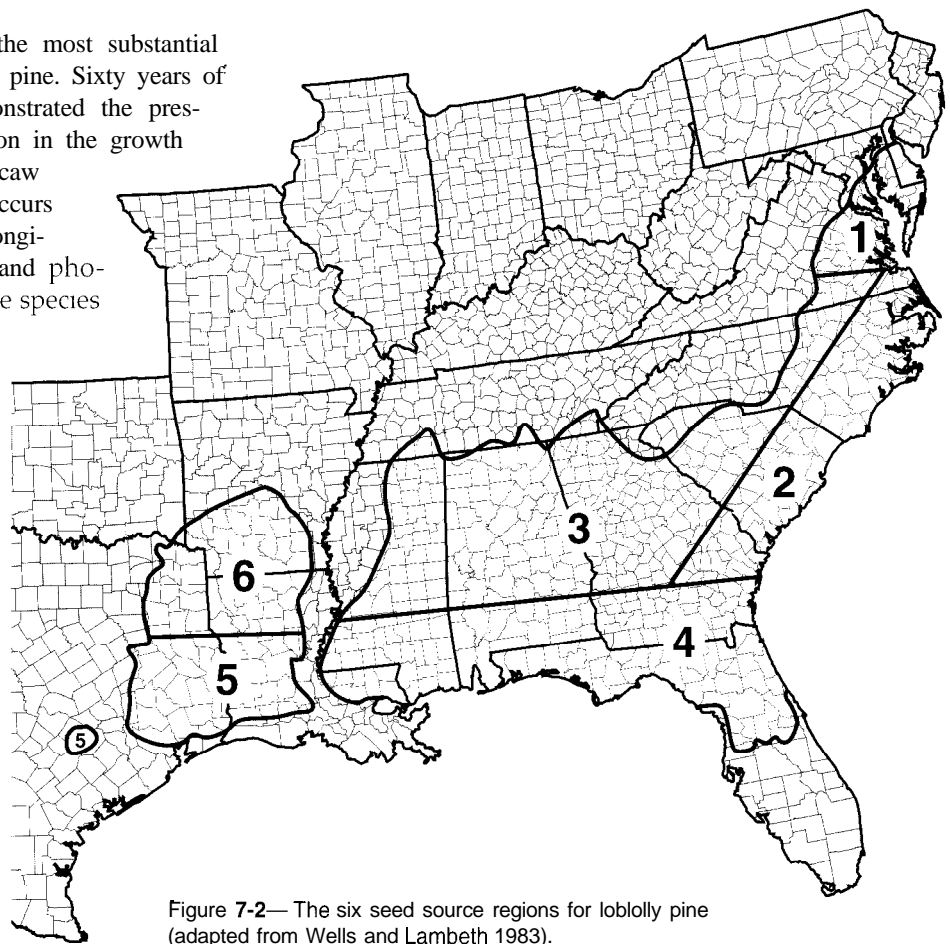 the most substantial
pine. Sixty years of
onstrated the pres-
on in the growth
caw
ccurs
ongi-
and pho-
e species
1
2
3
4
6
5
5
Figure 7-2— The six seed source regions for loblolly pine
(adapted from Wells and Lambeth 1983).